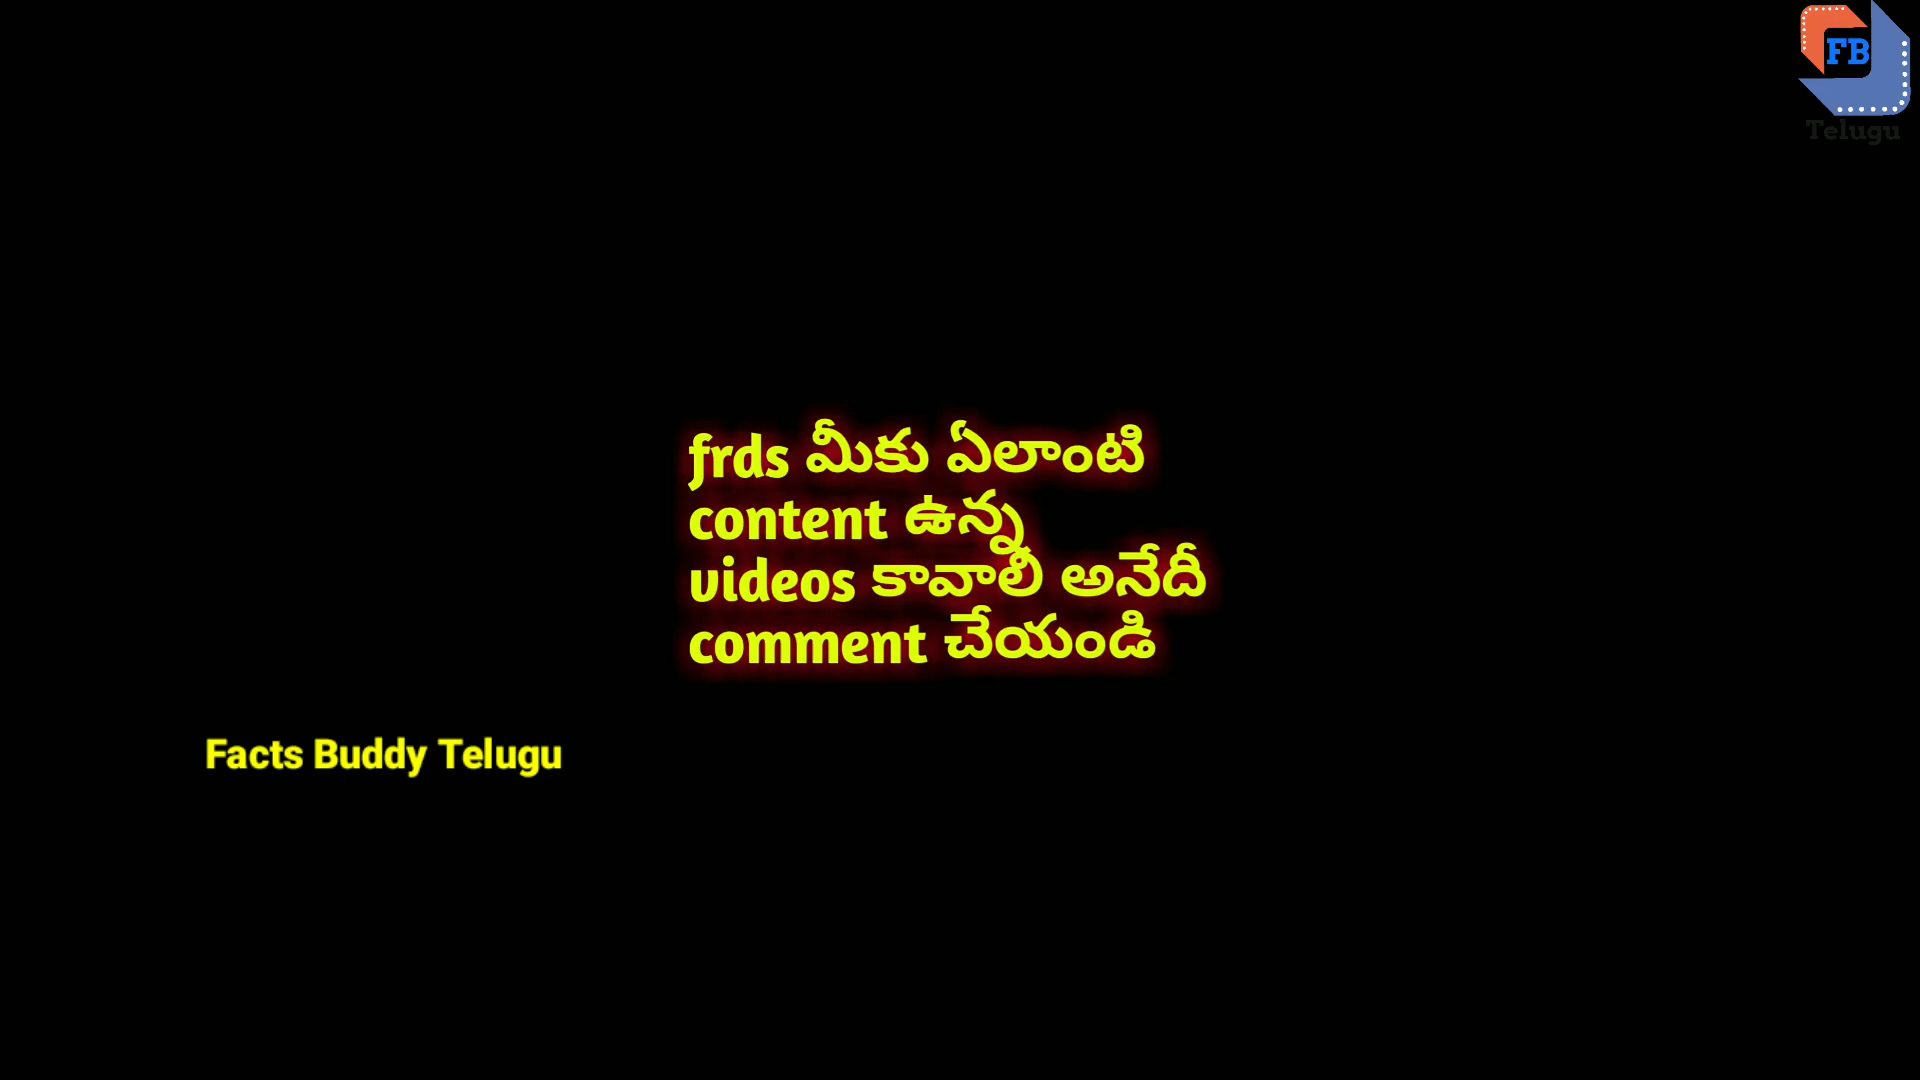 FB
Telugu
frds మీకు ఏలాంటి
content ఉన్న
videos కావాలి అనేదీ
comment చేయండి
Facts Buddy Telugu